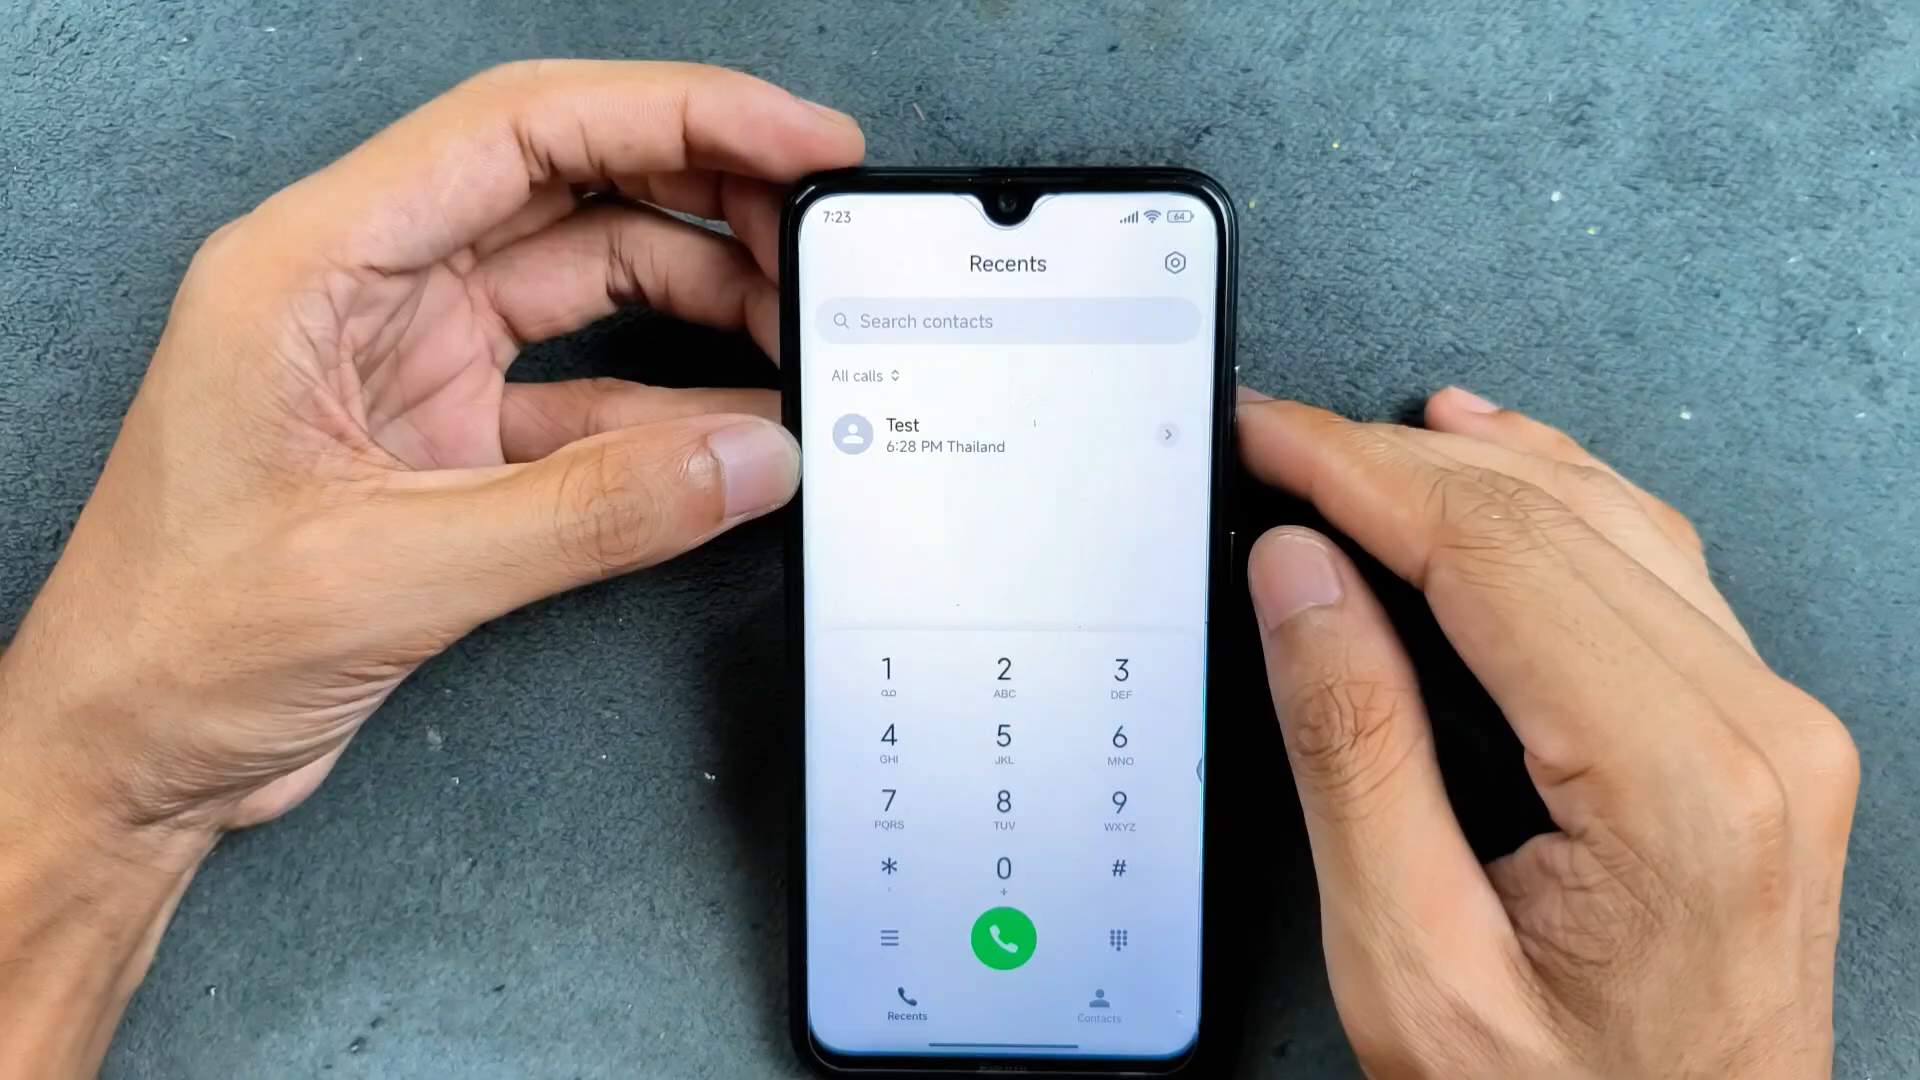 7:23
64
Recents
Search contacts
All calls
Test
6:28 PM Thailand
1
2
ABC
3
DEF
4
GHI
5
JKL
6
MNO
7
PQRS
8
TUV
9
WXYZ
*
,
0
+
#
Recents
Contacts